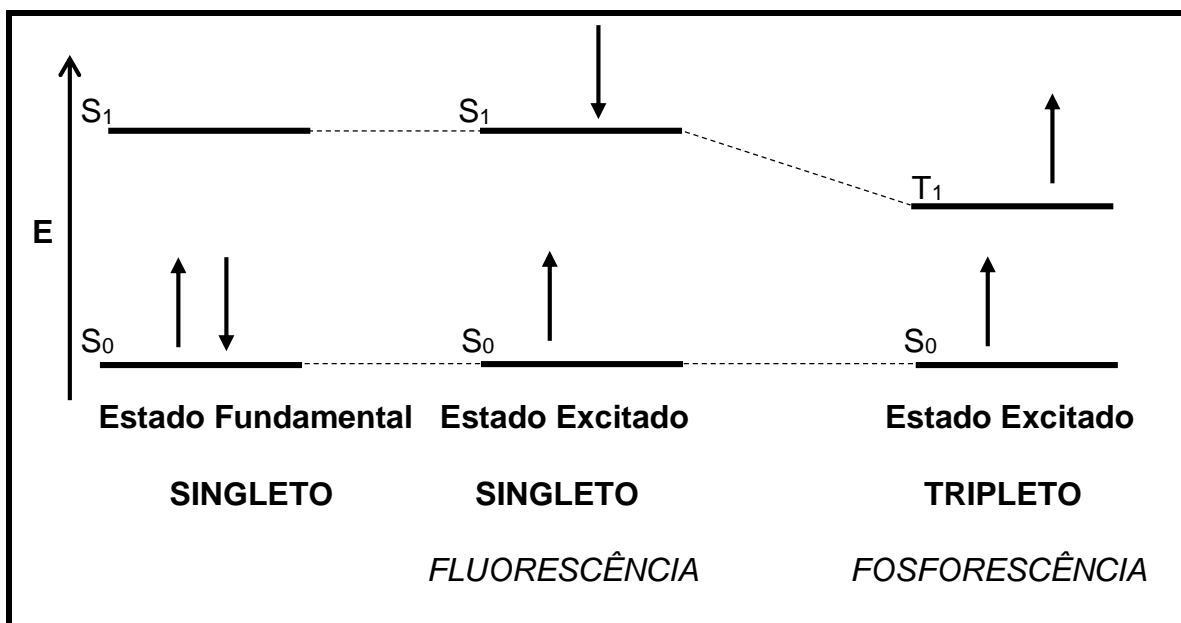 S₁ S₁
T₁
E
S₀ S₀ S₀
Estado Fundamental Estado Excitado Estado Excitado
SINGLETO SINGLETO TRIPLETO
FLUORESCÊNCIA FOSFORESCÊNCIA